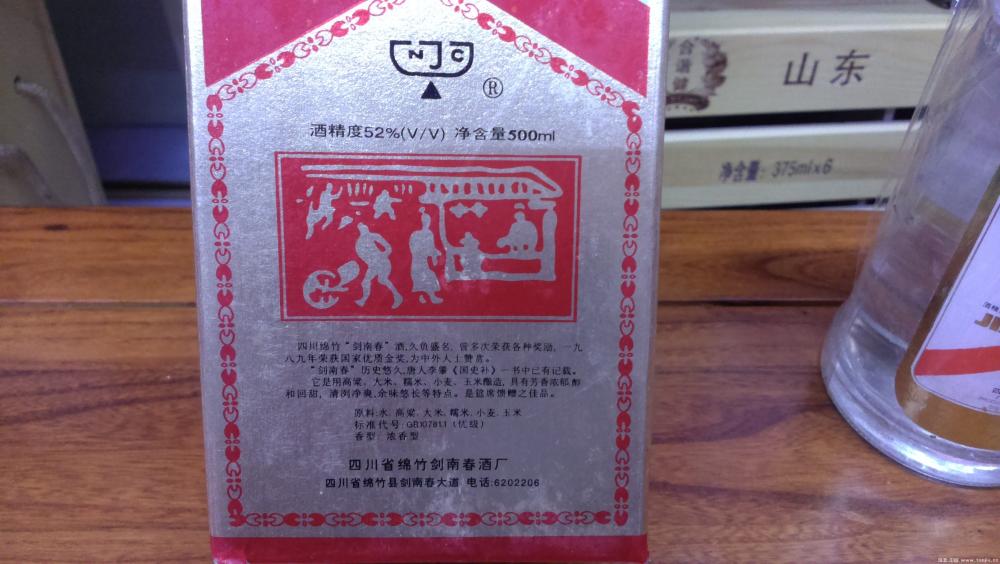 NJC
®
酒精度52%(V/V) 净含量500ml
四川绵竹“剑南春”酒,久负盛名,曾多次荣获各种奖励,一九
八九年荣获国家优质金奖,为中外人士赞赏。
“剑南春”历史悠久,唐人李肇《国史补》一书中已有记载。
它是用高粱、大米、糯米、小麦、玉米酿造,具有芳香浓郁,醇
和回甜,清冽净爽,余味悠长等特点。是筵席馈赠之佳品。
原料:水、高粱、大米、糯米、小麦、玉米
标准代号:GB10781.1(优级)
香型:浓香型
四川省绵竹剑南春酒厂
四川省绵竹县剑南春大道 电话:6202206
山东
净含量:375mlx6